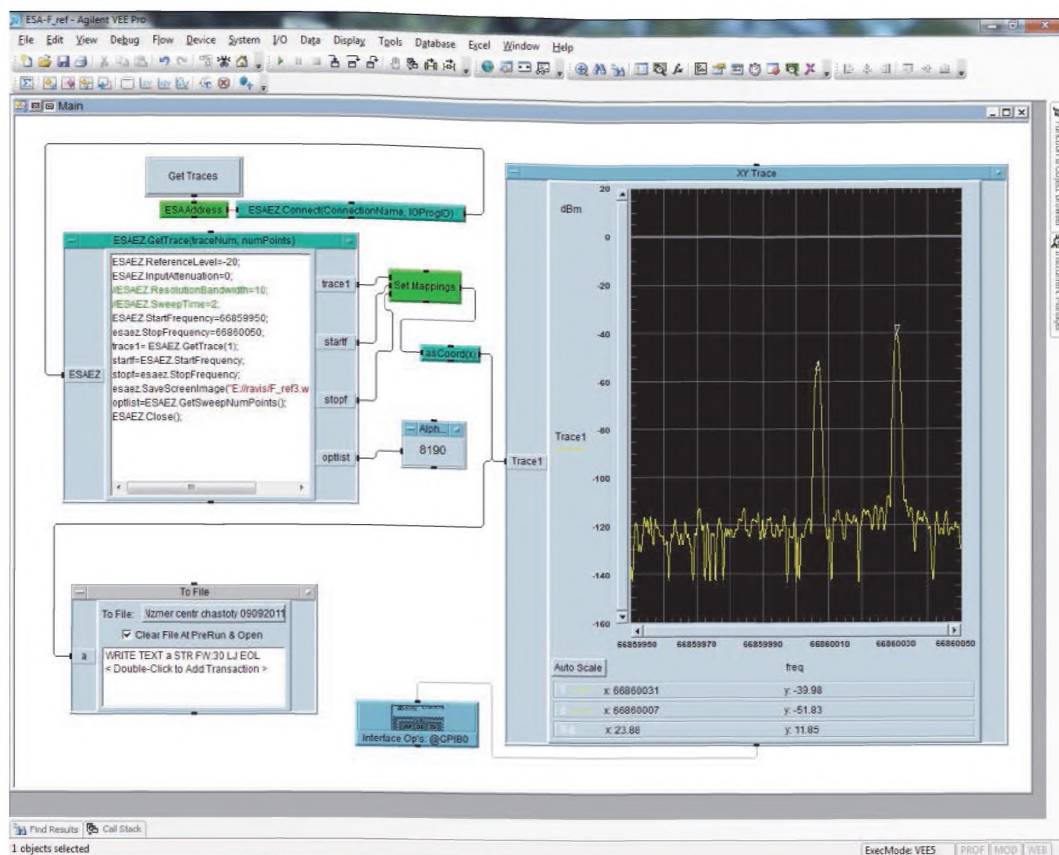 ESA-F_ref - Agilent VEE Pro
File Edit View Debug Flow Device System I/O Data Display Tools Database Excel Window Help
Main
Get Traces
ESAAddress
ESAEZ.Connect(ConnectionName, IOProgID)
ESAEZ.GetTrace(traceNum, numPoints)
ESAEZ
ESAEZ.ReferenceLevel=-20;
ESAEZ.InputAttenuation=0;
//ESAEZ.ResolutionBandwidth=10;
//ESAEZ.SweepTime=2;
ESAEZ.StartFrequency=66859950;
esaez.StopFrequency=66860050;
trace1= ESAEZ.GetTrace(1);
startf=ESAEZ.StartFrequency;
stopf=esaez.StopFrequency;
esaez.SaveScreenImage("E://ravis/F_ref3.w
optlist=ESAEZ.GetSweepNumPoints();
ESAEZ.Close();
trace1
startf
stopf
optlist
Set Mappings
asCoord(x)
Alph...
8190
To File
To File: \Izmer centr chastoty 09092011
Clear File At PreRun & Open
a
WRITE TEXT a STR FW:30 LJ EOL
< Double-Click to Add Transaction >
Interface Op's: @GPIB0
XY Trace
dBm
Trace1
Trace1
20
0
-20
-40
-60
-80
-100
-120
-140
-160
66859950 66859970 66859990 66860010 66860030 66860050
Auto Scale
freq
x: 66860031 y: -39.98
x: 66860007 y: -51.83
x: 23.88 y: 11.85
Find Results Call Stack
1 objects selected
ExecMode: VEE5 PROF MOD WEB